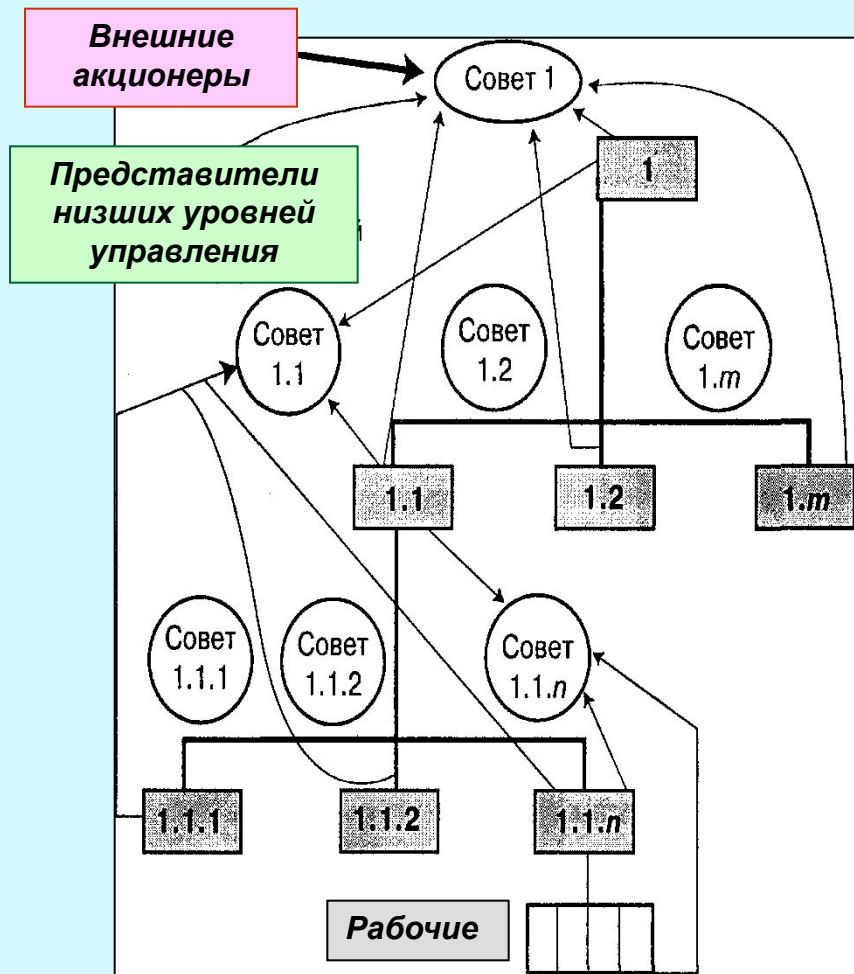 Внешние
акционеры
Совет 1
1
Представители
низших уровней
управления
й
Совет
1.1
Совет
1.2
Совет
1.m
1.1
1.2
1.m
Совет
1.1.1
Совет
1.1.2
Совет
1.1.n
1.1.1
1.1.2
1.1.n
Рабочие